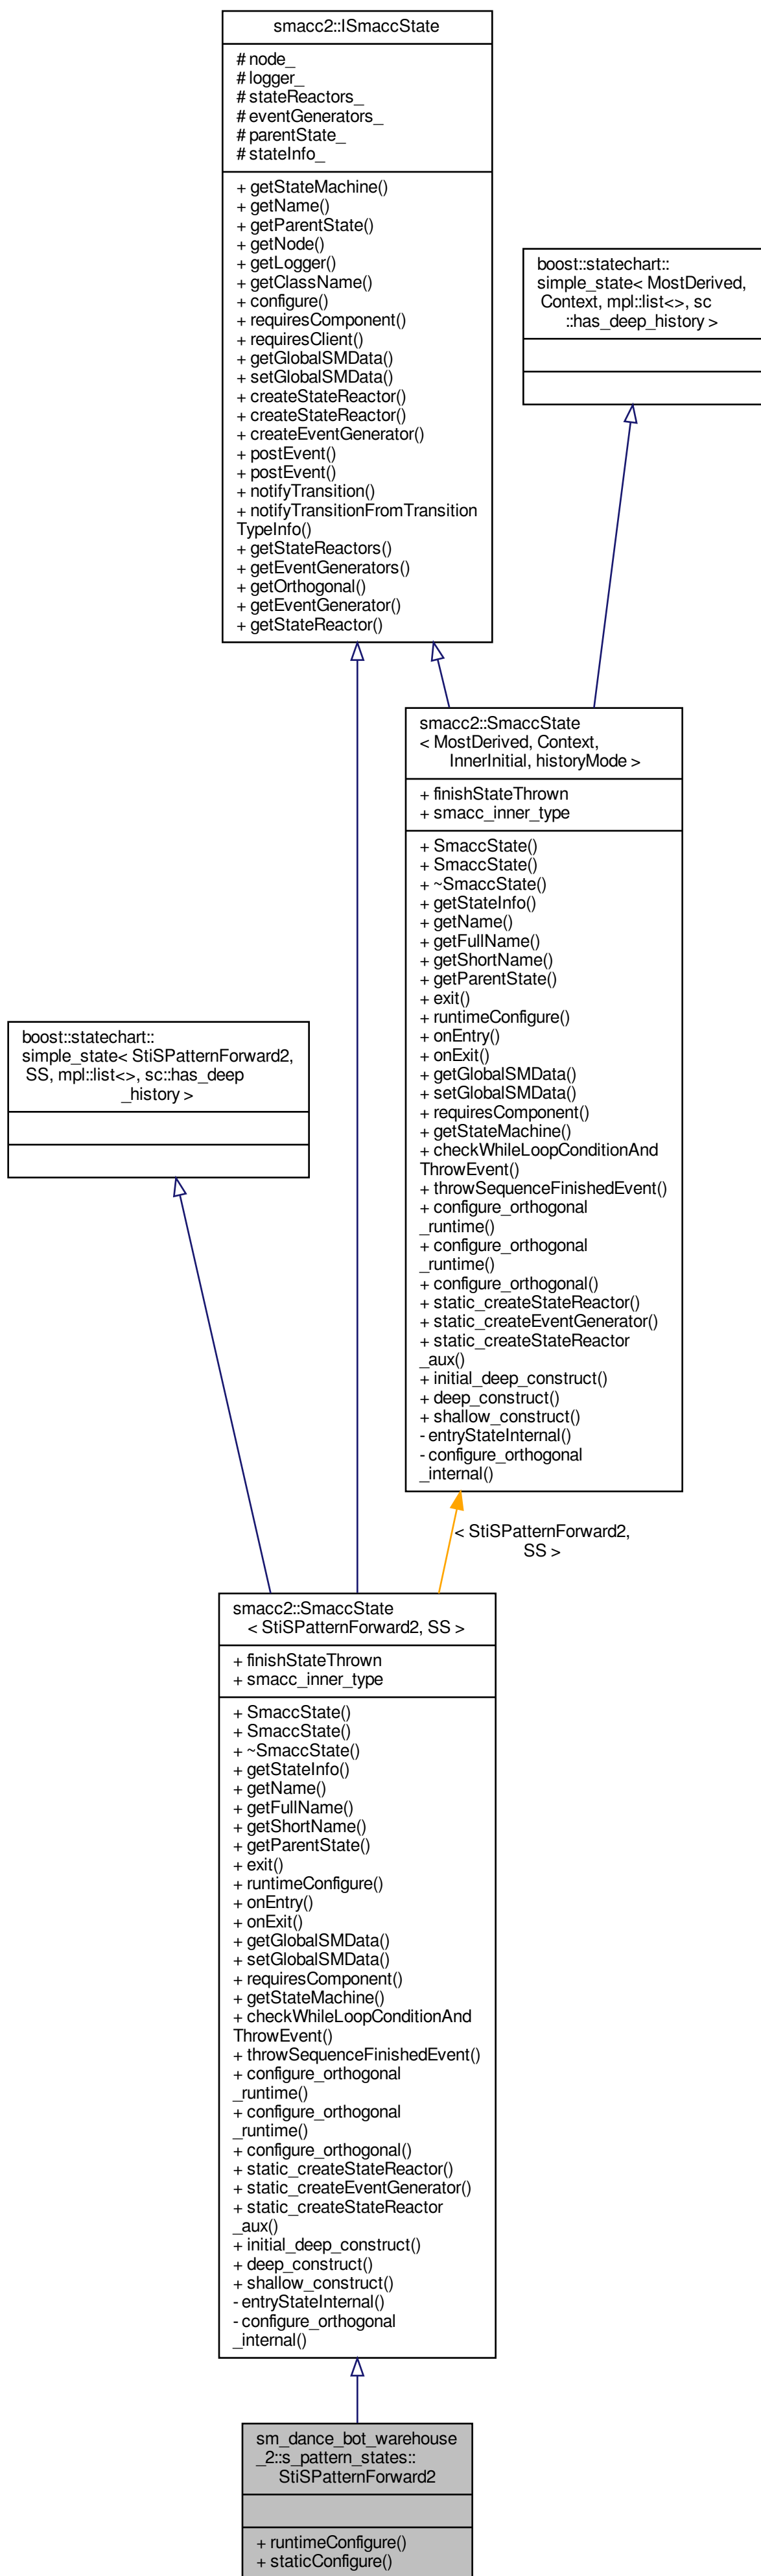 smacc2::ISmaccState
# node_
# logger_
# stateReactors_
# eventGenerators_
# parentState_
# stateInfo_
+ getStateMachine()
+ getName()
+ getParentState()
+ getNode()
+ getLogger()
+ getClassName()
+ configure()
+ requiresComponent()
+ requiresClient()
+ getGlobalSMData()
+ setGlobalSMData()
+ createStateReactor()
+ createStateReactor()
+ createEventGenerator()
+ postEvent()
+ postEvent()
+ notifyTransition()
+ notifyTransitionFromTransition
TypeInfo()
+ getStateReactors()
+ getEventGenerators()
+ getOrthogonal()
+ getEventGenerator()
+ getStateReactor()
boost::statechart::
simple_state< MostDerived,
Context, mpl::list<>, sc
::has_deep_history >
smacc2::SmaccState
< MostDerived, Context,
InnerInitial, historyMode >
+ finishStateThrown
+ smacc_inner_type
+ SmaccState()
+ SmaccState()
+ ~SmaccState()
+ getStateInfo()
+ getName()
+ getFullName()
+ getShortName()
+ getParentState()
+ exit()
+ runtimeConfigure()
+ onEntry()
+ onExit()
+ getGlobalSMData()
+ setGlobalSMData()
+ requiresComponent()
+ getStateMachine()
+ checkWhileLoopConditionAnd
ThrowEvent()
+ throwSequenceFinishedEvent()
+ configure_orthogonal
_runtime()
+ configure_orthogonal
_runtime()
+ configure_orthogonal()
+ static_createStateReactor()
+ static_createEventGenerator()
+ static_createStateReactor
_aux()
+ initial_deep_construct()
+ deep_construct()
+ shallow_construct()
- entryStateInternal()
- configure_orthogonal
_internal()
boost::statechart::
simple_state< StiSPatternForward2,
SS, mpl::list<>, sc::has_deep
_history >
< StiSPatternForward2,
SS >
smacc2::SmaccState
< StiSPatternForward2, SS >
+ finishStateThrown
+ smacc_inner_type
+ SmaccState()
+ SmaccState()
+ ~SmaccState()
+ getStateInfo()
+ getName()
+ getFullName()
+ getShortName()
+ getParentState()
+ exit()
+ runtimeConfigure()
+ onEntry()
+ onExit()
+ getGlobalSMData()
+ setGlobalSMData()
+ requiresComponent()
+ getStateMachine()
+ checkWhileLoopConditionAnd
ThrowEvent()
+ throwSequenceFinishedEvent()
+ configure_orthogonal
_runtime()
+ configure_orthogonal
_runtime()
+ configure_orthogonal()
+ static_createStateReactor()
+ static_createEventGenerator()
+ static_createStateReactor
_aux()
+ initial_deep_construct()
+ deep_construct()
+ shallow_construct()
- entryStateInternal()
- configure_orthogonal
_internal()
sm_dance_bot_warehouse
_2::s_pattern_states::
StiSPatternForward2
+ runtimeConfigure()
+ staticConfigure()